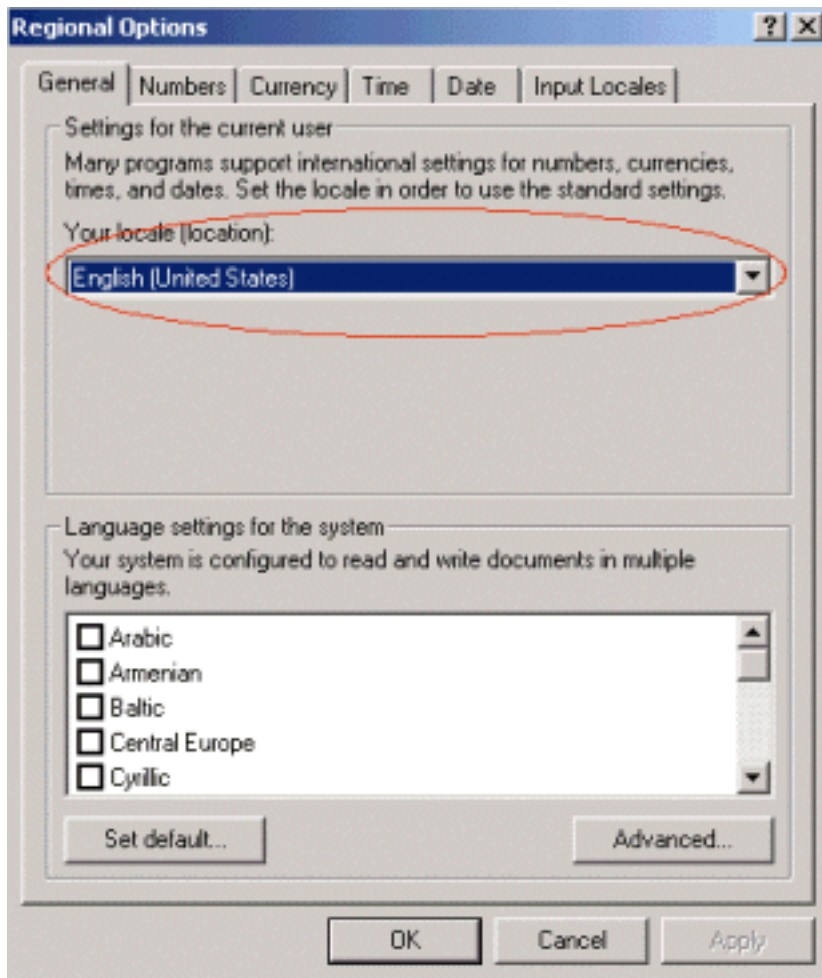 Regional Options
General Numbers Currency Time Date Input Locales
Settings for the current user
Many programs support international settings for numbers, currencies,
times, and dates. Set the locale in order to use the standard settings.
Your locale (location):
English (United States)
Language settings for the system
Your system is configured to read and write documents in multiple
languages.
Arabic
Armenian
Baltic
Central Europe
Cyrillic
Set default... Advanced...
OK Cancel Apply